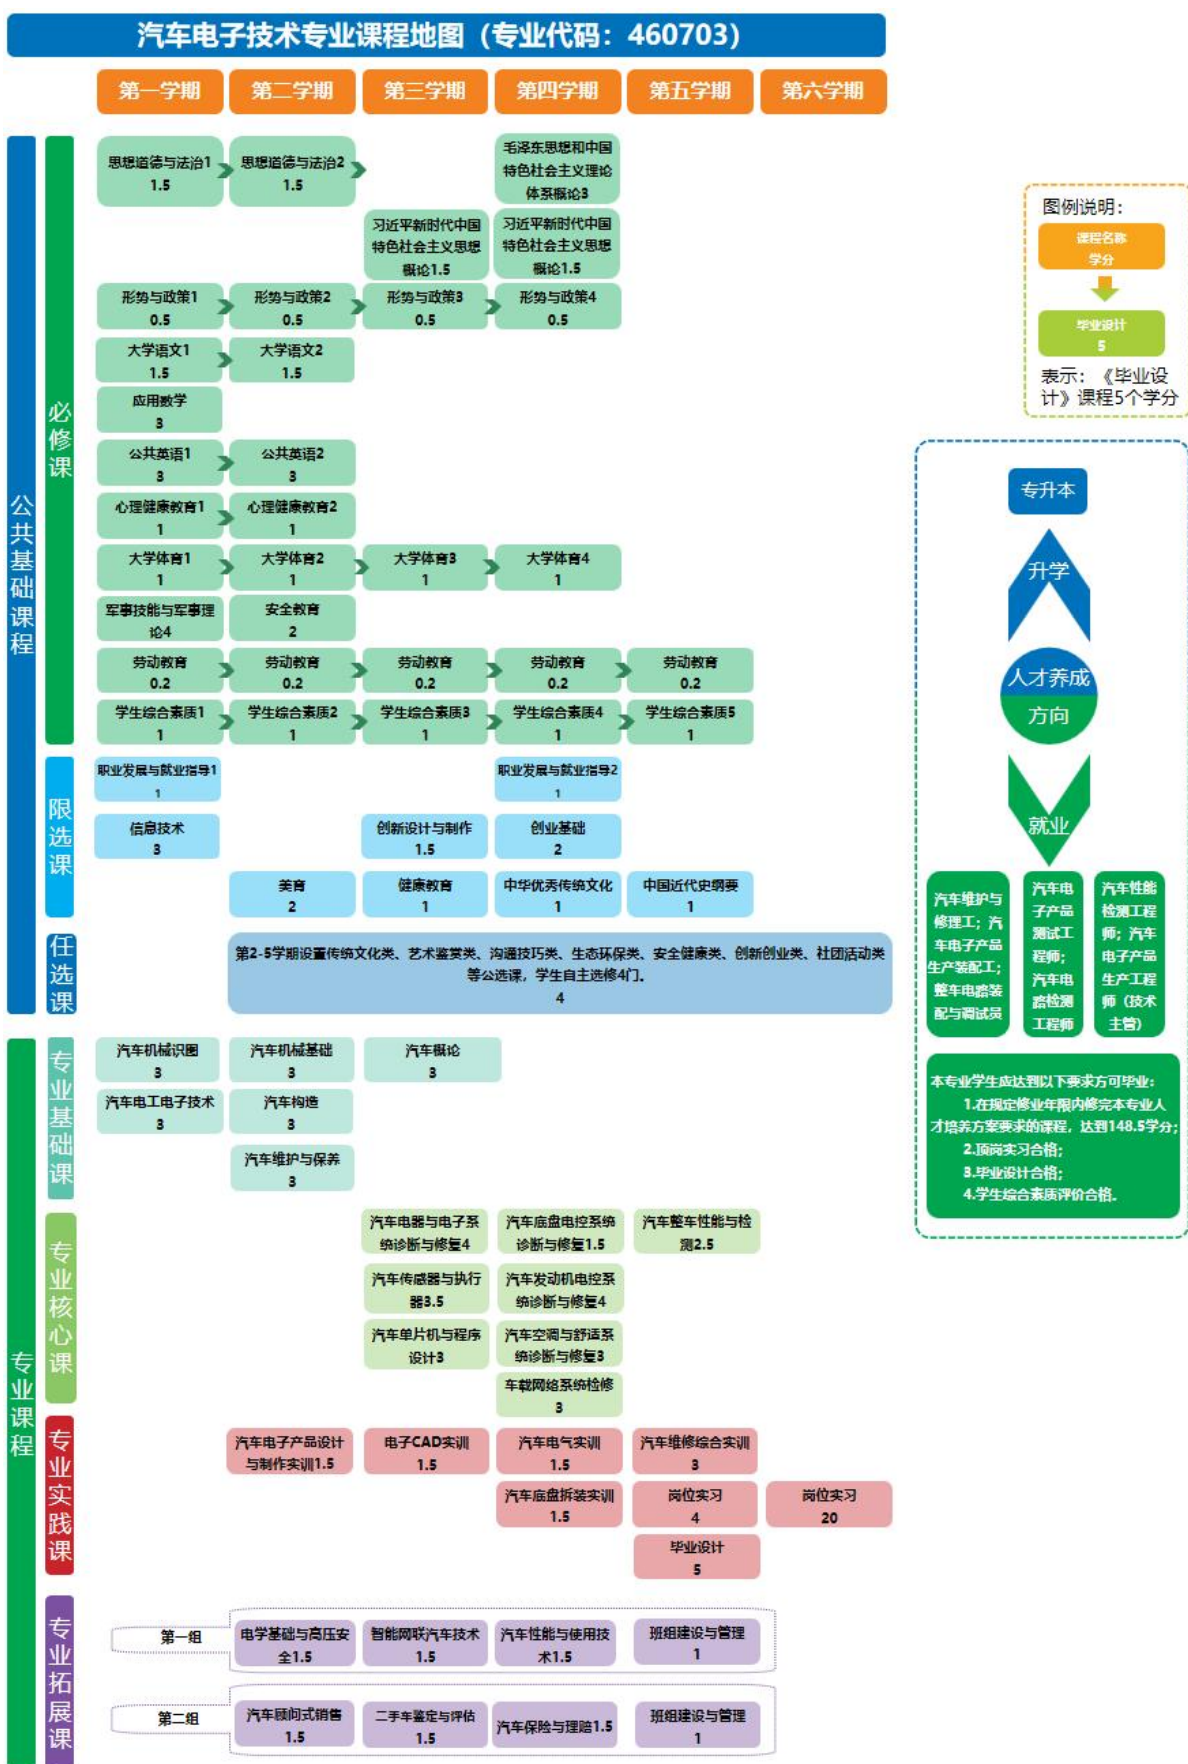 汽车电子技术专业课程地图（专业代码：460703）
第一学期 第二学期 第三学期 第四学期 第五学期 第六学期
公共基础课程
必修课
思想道德与法治1
1.5
思想道德与法治2
1.5
毛泽东思想和中国
特色社会主义理论
体系概论3
习近平新时代中国
特色社会主义思想
概论1.5
习近平新时代中国
特色社会主义思想
概论1.5
形势与政策1
0.5
形势与政策2
0.5
形势与政策3
0.5
形势与政策4
0.5
大学语文1
1.5
大学语文2
1.5
应用数学
3
公共英语1
3
公共英语2
3
心理健康教育1
1
心理健康教育2
1
大学体育1
1
大学体育2
1
大学体育3
1
大学体育4
1
军事技能与军事理
论4
安全教育
2
劳动教育
0.2
劳动教育
0.2
劳动教育
0.2
劳动教育
0.2
劳动教育
0.2
学生综合素质1
1
学生综合素质2
1
学生综合素质3
1
学生综合素质4
1
学生综合素质5
1
限选课
职业发展与就业指导1
1
职业发展与就业指导2
1
信息技术
3
创新设计与制作
1.5
创业基础
2
美育
2
健康教育
1
中华优秀传统文化
1
中国近代史纲要
1
任选课
第2-5学期设置传统文化类、艺术鉴赏类、沟通技巧类、生态环保类、安全健康类、创新创业类、社团活动类
等公选课，学生自主选修4门。
4
专业课程
专业基础课
汽车机械识图
3
汽车机械基础
3
汽车概论
3
汽车电工电子技术
3
汽车构造
3
汽车维护与保养
3
专业核心课
汽车电器与电子系
统诊断与修复4
汽车底盘电控系统
诊断与修复1.5
汽车整车性能与检
测2.5
汽车传感器与执行
器3.5
汽车发动机电控系
统诊断与修复4
汽车单片机与程序
设计3
汽车空调与舒适系
统诊断与修复3
车载网络系统检修
3
专业实践课
汽车电子产品设计
与制作实训1.5
电子CAD实训
1.5
汽车电气实训
1.5
汽车维修综合实训
3
汽车底盘拆装实训
1.5
岗位实习
4
岗位实习
20
毕业设计
5
专业拓展课
第一组
电学基础与高压安
全1.5
智能网联汽车技术
1.5
汽车性能与使用技
术1.5
班组建设与管理
1
第二组
汽车顾问式销售
1.5
二手车鉴定与评估
1.5
汽车保险与理赔1.5
班组建设与管理
1
图例说明：
课程名称
学分
毕业设计
5
表示：《毕业设
计》课程5个学分
专升本
升学
人才养成
方向
就业
汽车维护与
修理工；汽
车电子产品
生产装配工；
整车电路装
配与调试员
汽车电
子产品
测试工
程师；
汽车电
路检测
工程师
汽车性能
检测工程
师；汽车
电子产品
生产工程
师（技术
主管）
本专业学生应达到以下要求方可毕业：
1.在规定修业年限内修完本专业人
才培养方案要求的课程，达到148.5学分；
2.顶岗实习合格；
3.毕业设计合格；
4.学生综合素质评价合格。